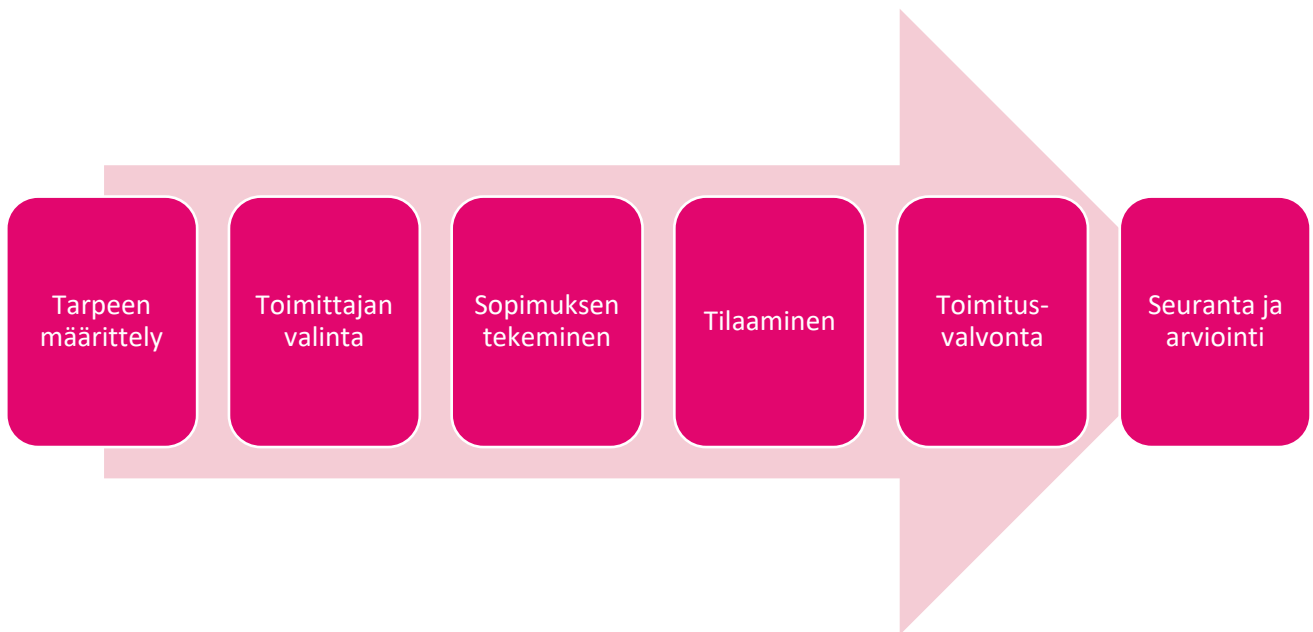 Tarpeen
määrittely
Toimittajan
valinta
Sopimuksen
tekeminen
Tilaaminen
Toimitus-
valvonta
Seuranta ja
arviointi